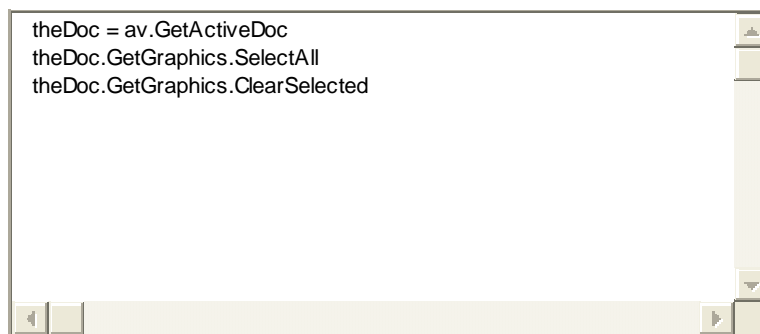 theDoc = av.GetActiveDoc
theDoc.GetGraphics.SelectAll
theDoc.GetGraphics.ClearSelected